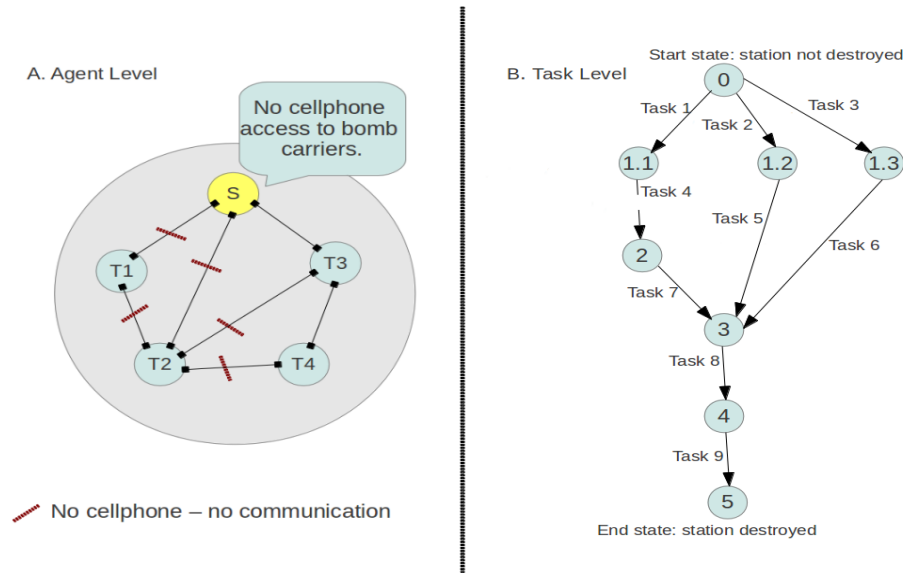 A. Agent Level
No cellphone
access to bomb
carriers.
S
T1
T3
T2
T4
No cellphone – no communication
B. Task Level
Start state: station not destroyed
0
Task 1
Task 2
Task 3
1.1
1.2
1.3
Task 4
Task 5
Task 6
2
Task 7
3
Task 8
4
Task 9
5
End state: station destroyed